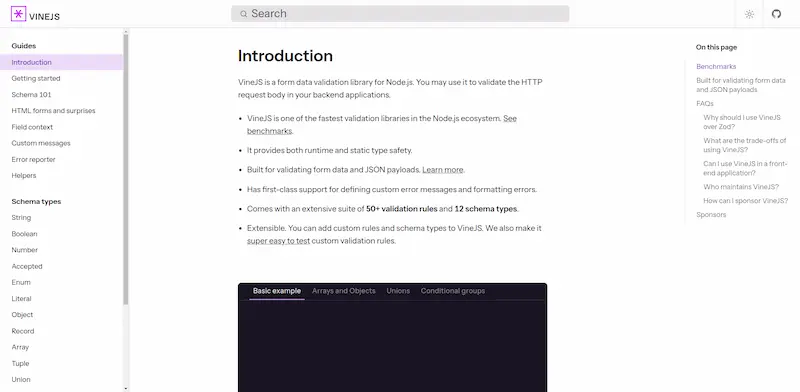 VINEJS
Search
Guides
Introduction
Getting started
Schema 101
HTML forms and surprises
Field context
Custom messages
Error reporter
Helpers
Schema types
String
Boolean
Number
Accepted
Enum
Literal
Object
Record
Array
Tuple
Union
Introduction
VineJS is a form data validation library for Node.js. You may use it to validate the HTTP
request body in your backend applications.
• VineJS is one of the fastest validation libraries in the Node.js ecosystem. See
benchmarks.
• It provides both runtime and static type safety.
• Built for validating form data and JSON payloads. Learn more.
• Has first-class support for defining custom error messages and formatting errors.
• Comes with an extensive suite of 50+ validation rules and 12 schema types.
• Extensible. You can add custom rules and schema types to VineJS. We also make it
super easy to test custom validation rules.
Basic example Arrays and Objects Unions Conditional groups
On this page
Benchmarks
Built for validating form data
and JSON payloads
FAQs
Why should I use VineJS
over Zod?
What are the trade-offs of
using VineJS?
Can I use VineJS in a front-
end application?
Who maintains VineJS?
How can I sponsor VineJS?
Sponsors